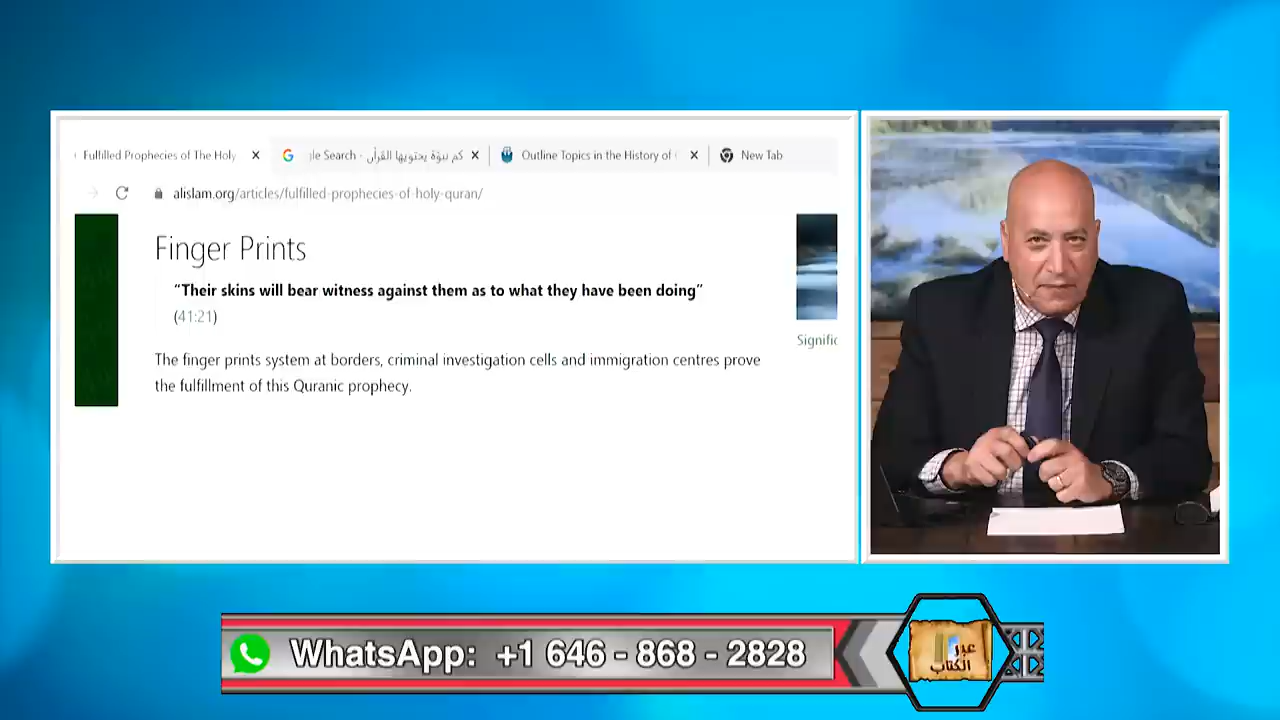 Fulfilled Prophecies of The Holy
le Search - كم نبوّة يحتويها القرآن
Outline Topics in the History of
New Tab
alislam.org/articles/fulfilled-prophecies-of-holy-quran/
Finger Prints
“Their skins will bear witness against them as to what they have been doing”
(41:21)
Signific
The finger prints system at borders, criminal investigation cells and immigration centres prove
the fulfillment of this Quranic prophecy.
WhatsApp: +1 646 - 868 - 2828
عبر
الكتاب